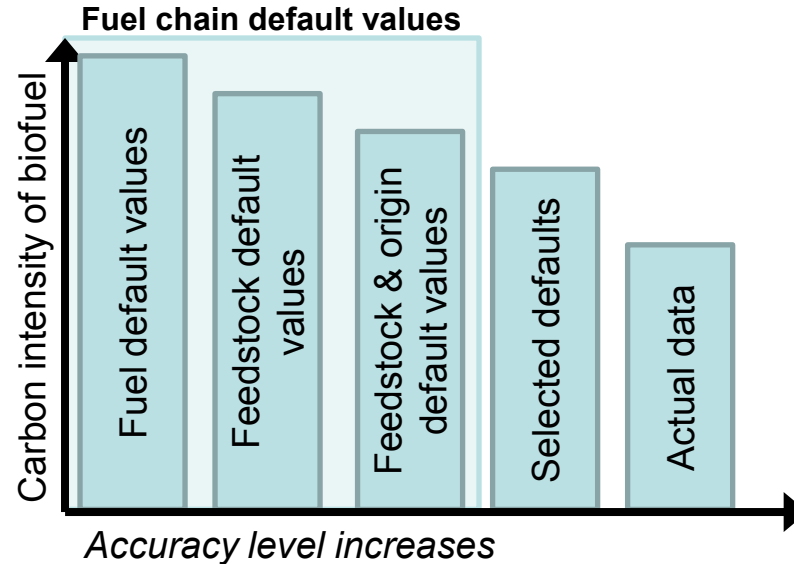 Fuel chain default values
Carbon intensity of biofuel
Fuel default values
Feedstock default
values
Feedstock & origin
default values
Selected defaults
Actual data
Accuracy level increases